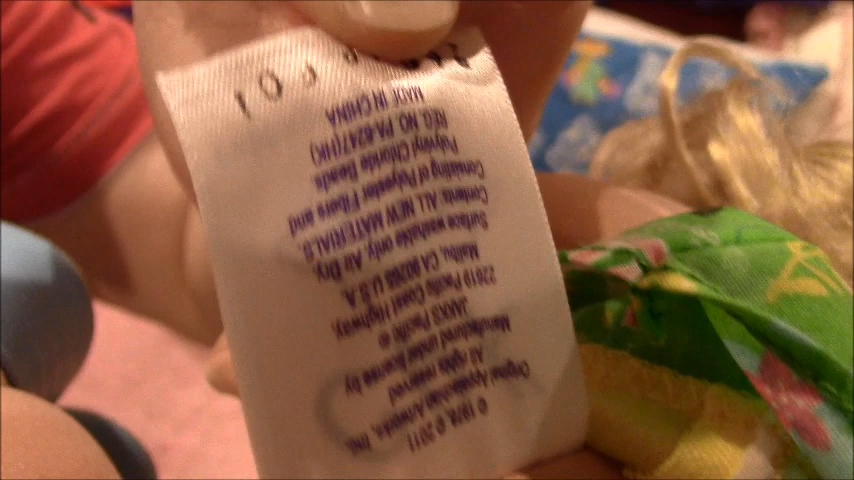 © 1978, © 2011
Original Appalachian Artworks, Inc.
All rights reserved
Manufactured under license by
JAKKS Pacific ®
22619 Pacific Coast Highway,
Malibu, CA 90265 U.S.A.
Surface washable only. Air Dry.
Contents: ALL NEW MATERIALS
Consisting of Polyester Fibers and
Polyvinyl Chloride Beads
REG. NO. PA-6247(HK)
MADE IN CHINA